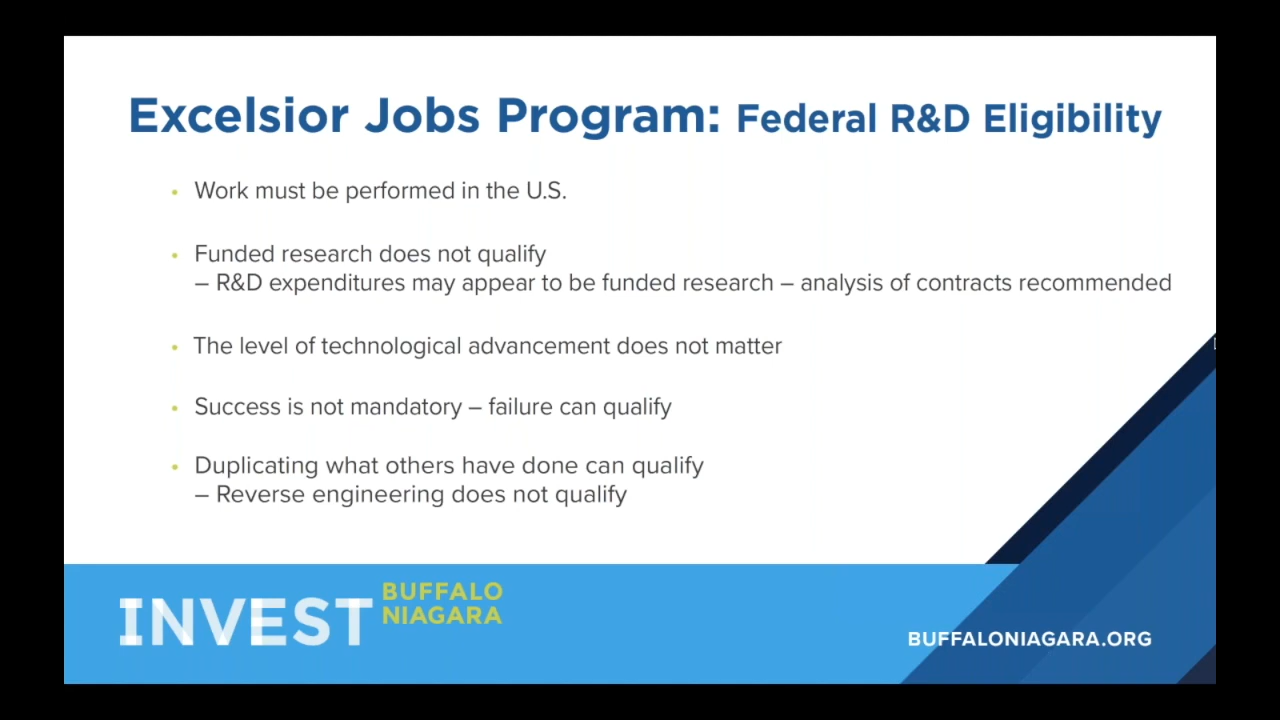 Excelsior Jobs Program: Federal R&D Eligibility
• Work must be performed in the U.S.
• Funded research does not qualify
– R&D expenditures may appear to be funded research – analysis of contracts recommended
• The level of technological advancement does not matter
• Success is not mandatory – failure can qualify
• Duplicating what others have done can qualify
– Reverse engineering does not qualify
INVEST BUFFALO
NIAGARA
BUFFALONIAGARA.ORG